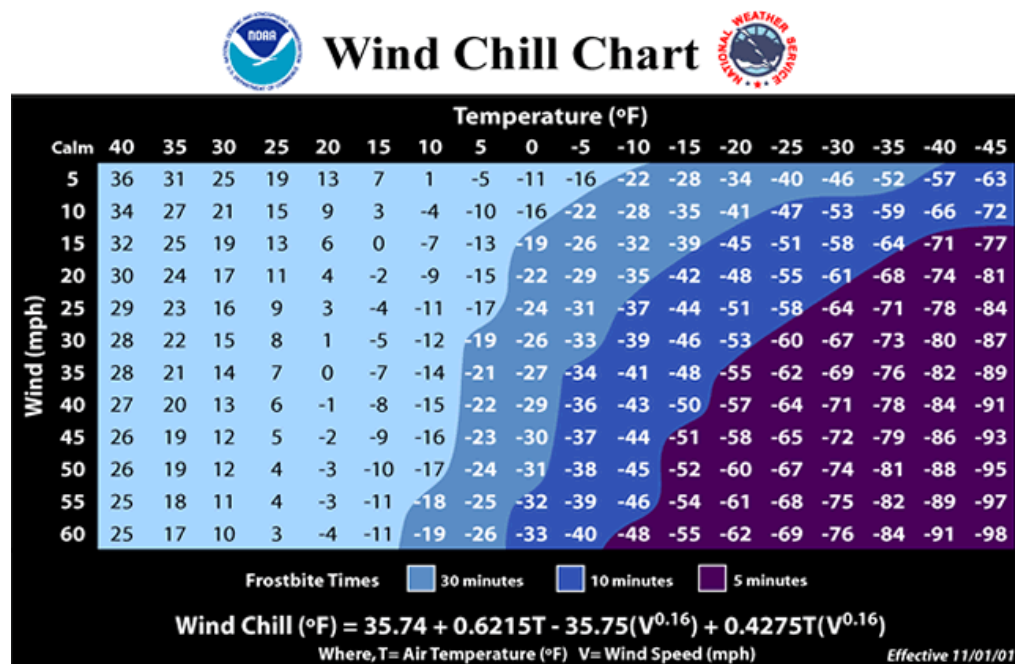 NOAA
Wind Chill Chart
NATIONAL WEATHER SERVICE
Temperature (ºF)
Calm 40 35 30 25 20 15 10 5 0 -5 -10 -15 -20 -25 -30 -35 -40 -45
Wind (mph)
5 36 31 25 19 13 7 1 -5 -11 -16 -22 -28 -34 -40 -46 -52 -57 -63
10 34 27 21 15 9 3 -4 -10 -16 -22 -28 -35 -41 -47 -53 -59 -66 -72
15 32 25 19 13 6 0 -7 -13 -19 -26 -32 -39 -45 -51 -58 -64 -71 -77
20 30 24 17 11 4 -2 -9 -15 -22 -29 -35 -42 -48 -55 -61 -68 -74 -81
25 29 23 16 9 3 -4 -11 -17 -24 -31 -37 -44 -51 -58 -64 -71 -78 -84
30 28 22 15 8 1 -5 -12 -19 -26 -33 -39 -46 -53 -60 -67 -73 -80 -87
35 28 21 14 7 0 -7 -14 -21 -27 -34 -41 -48 -55 -62 -69 -76 -82 -89
40 27 20 13 6 -1 -8 -15 -22 -29 -36 -43 -50 -57 -64 -71 -78 -84 -91
45 26 19 12 5 -2 -9 -16 -23 -30 -37 -44 -51 -58 -65 -72 -79 -86 -93
50 26 19 12 4 -3 -10 -17 -24 -31 -38 -45 -52 -60 -67 -74 -81 -88 -95
55 25 18 11 4 -3 -11 -18 -25 -32 -39 -46 -54 -61 -68 -75 -82 -89 -97
60 25 17 10 3 -4 -11 -19 -26 -33 -40 -48 -55 -62 -69 -76 -84 -91 -98
Frostbite Times 30 minutes 10 minutes 5 minutes
Wind Chill (ºF) = 35.74 + 0.6215T - 35.75(V^0.16) + 0.4275T(V^0.16)
Where, T= Air Temperature (ºF) V= Wind Speed (mph)
Effective 11/01/01